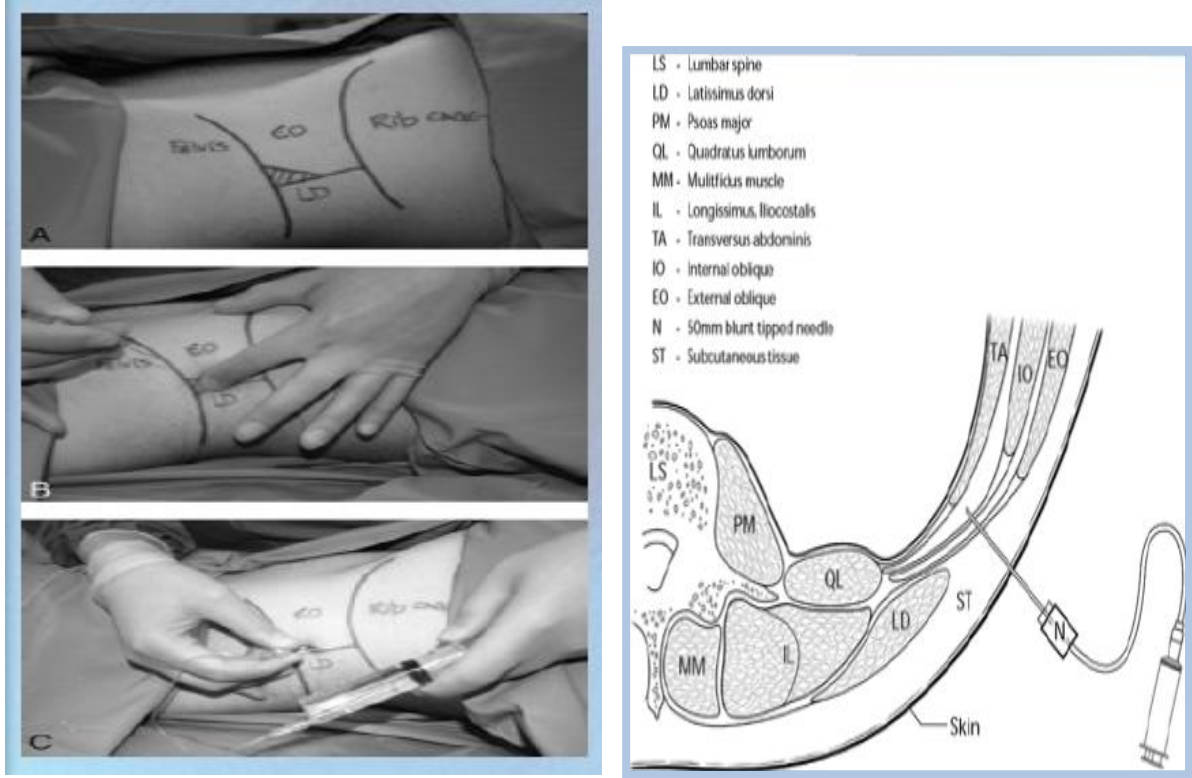 PELVIS
EO
RIB CAGE
LD
A
EO
LD
B
EO
RIB
LD
C
LS - Lumbar spine
LD - Latissimus dorsi
PM - Psoas major
QL - Quadratus lumborum
MM - Mulitfidus muscle
IL - Longissimus, Iliocostalis
TA - Transversus abdominis
IO - Internal oblique
EO - External oblique
N - 50mm blunt tipped needle
ST - Subcutaneous tissue
TA
IO
EO
LS
PM
QL
ST
LD
N
MM
IL
Skin